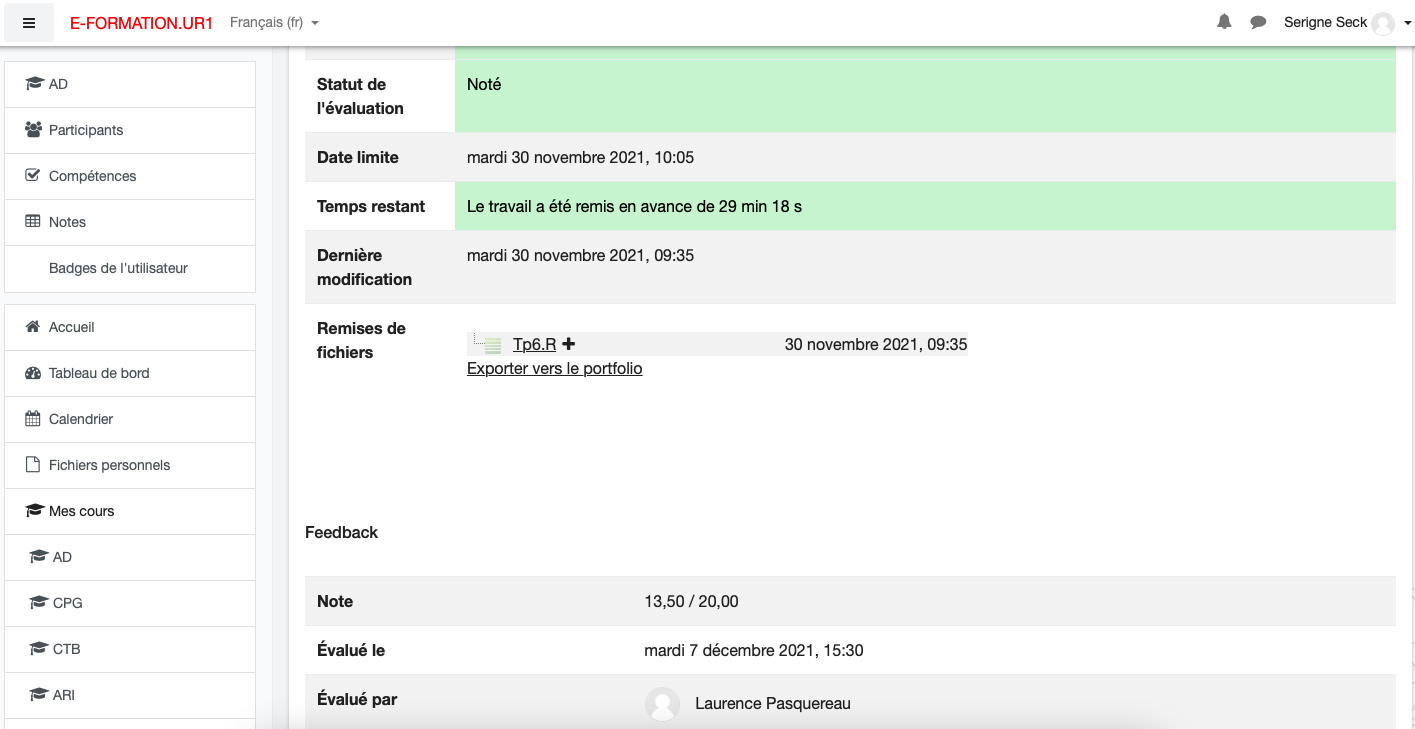 E-FORMATION.UR1 Français (fr) Serigne Seck
AD
Participants
Compétences
Notes
Badges de l'utilisateur
Accueil
Tableau de bord
Calendrier
Fichiers personnels
Mes cours
AD
CPG
CTB
ARI
Statut de
l'évaluation
Noté
Date limite
mardi 30 novembre 2021, 10:05
Temps restant
Le travail a été remis en avance de 29 min 18 s
Dernière
modification
mardi 30 novembre 2021, 09:35
Remises de
fichiers
Tp6.R 30 novembre 2021, 09:35
Exporter vers le portfolio
Feedback
Note 13,50 / 20,00
Évalué le mardi 7 décembre 2021, 15:30
Évalué par Laurence Pasquereau